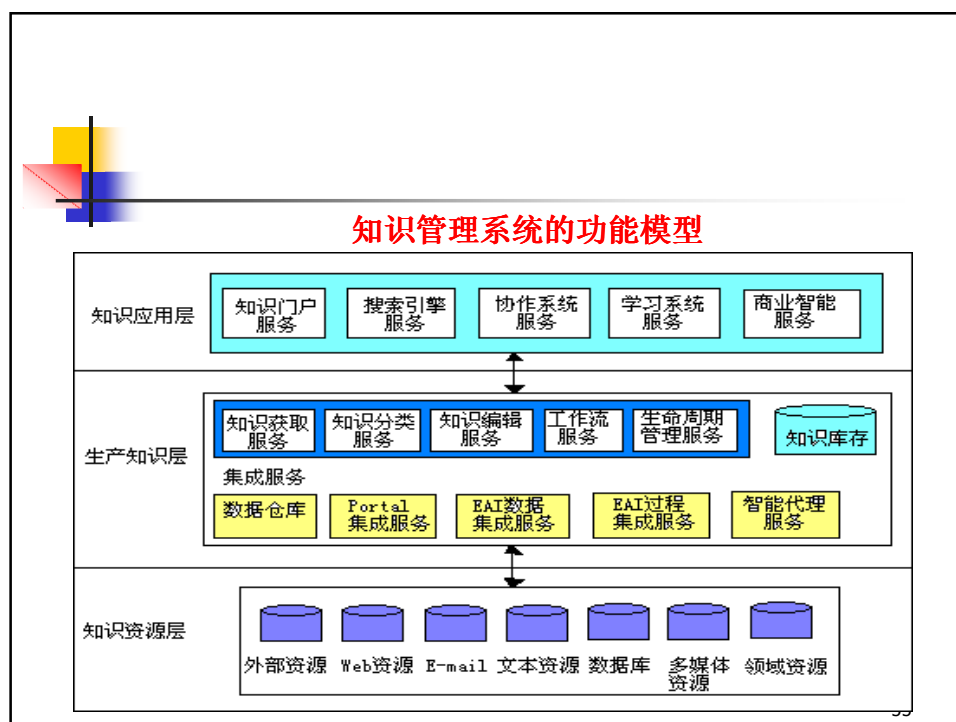 知识管理系统的功能模型
知识应用层
知识门户
服务
搜索引擎
服务
协作系统
服务
学习系统
服务
商业智能
服务
生产知识层
知识获取
服务
知识分类
服务
知识编辑
服务
工作流
服务
生命周期
管理服务
知识库存
集成服务
数据仓库
Portal
集成服务
EAI数据
集成服务
EAI过程
集成服务
智能代理
服务
知识资源层
外部资源
Web资源
E-mail
文本资源
数据库
多媒体
资源
领域资源